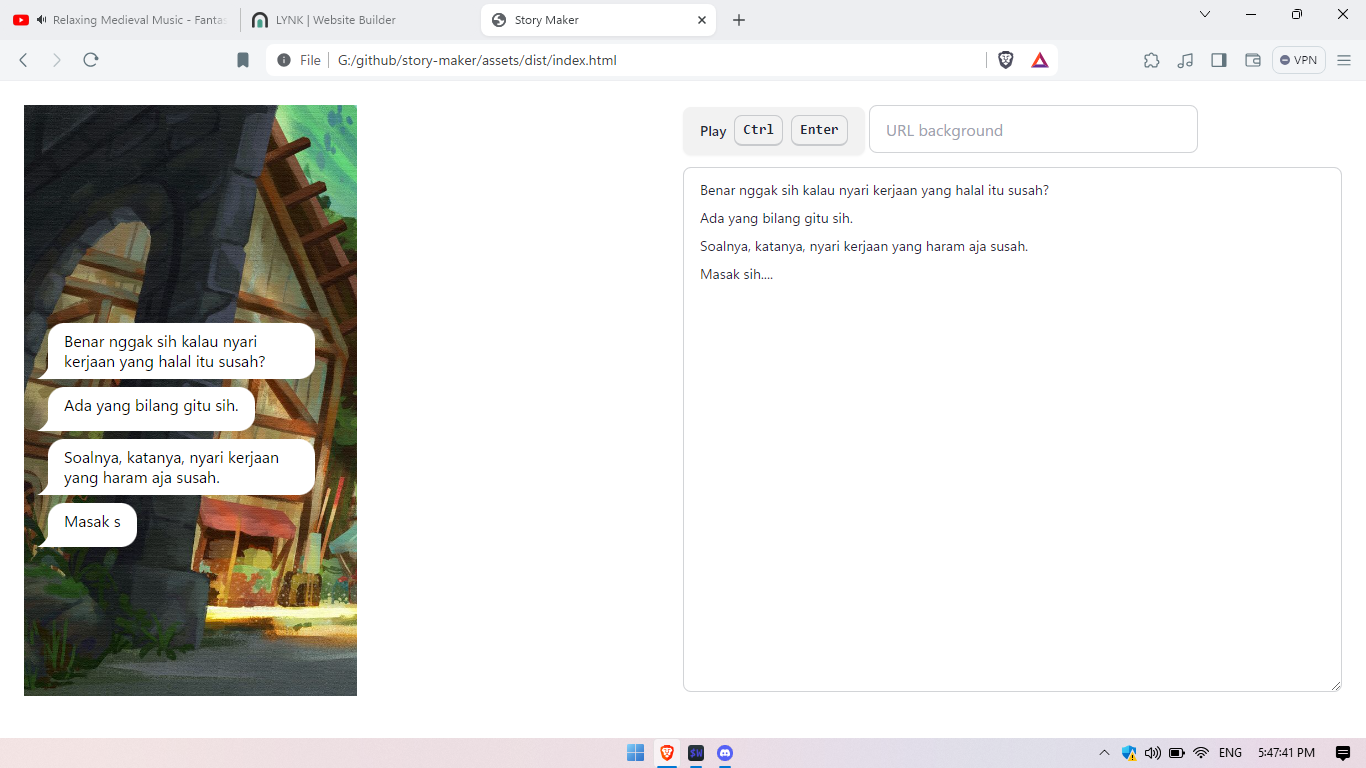 Relaxing Medieval Music - Fantas
LYNK | Website Builder
Story Maker
File
G:/github/story-maker/assets/dist/index.html
VPN
Play Ctrl Enter
URL background
Benar nggak sih kalau nyari
kerjaan yang halal itu susah?
Ada yang bilang gitu sih.
Soalnya, katanya, nyari kerjaan
yang haram aja susah.
Masak s
Benar nggak sih kalau nyari kerjaan yang halal itu susah?
Ada yang bilang gitu sih.
Soalnya, katanya, nyari kerjaan yang haram aja susah.
Masak sih....
SW
ENG
5:47:41 PM